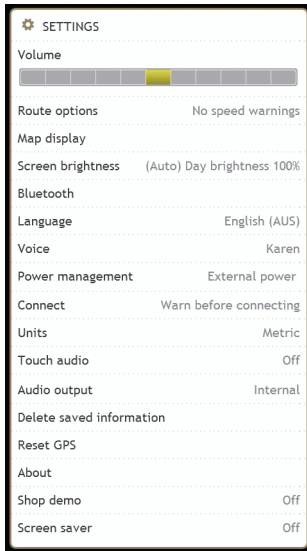 SETTINGS
Volume
Route options No speed warnings
Map display
Screen brightness (Auto) Day brightness 100%
Bluetooth
Language English (AUS)
Voice Karen
Power management External power
Connect Warn before connecting
Units Metric
Touch audio Off
Audio output Internal
Delete saved information
Reset GPS
About
Shop demo Off
Screen saver Off